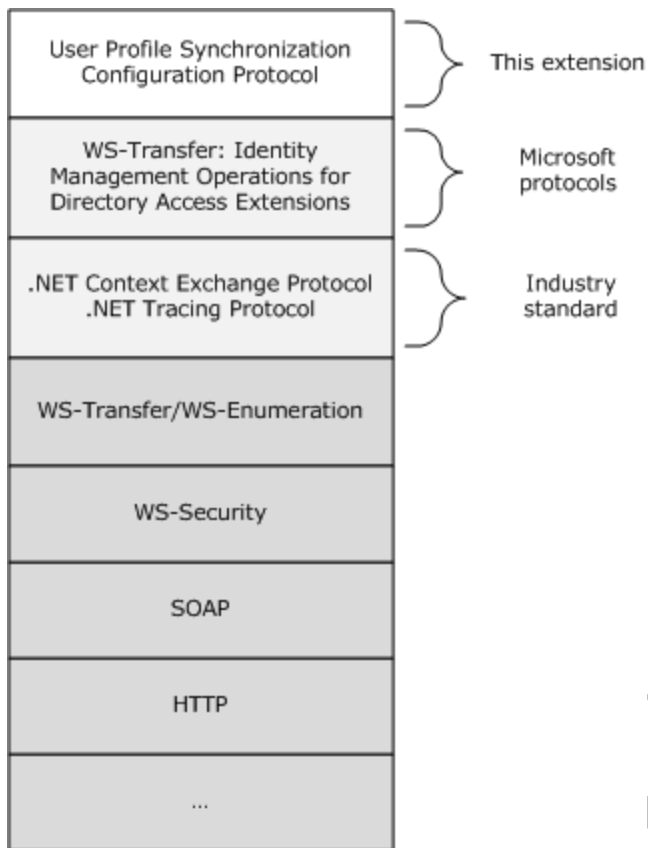 User Profile Synchronization
Configuration Protocol
This extension
WS-Transfer: Identity
Management Operations for
Directory Access Extensions
Microsoft
protocols
.NET Context Exchange Protocol
.NET Tracing Protocol
Industry
standard
WS-Transfer/WS-Enumeration
WS-Security
SOAP
HTTP
...